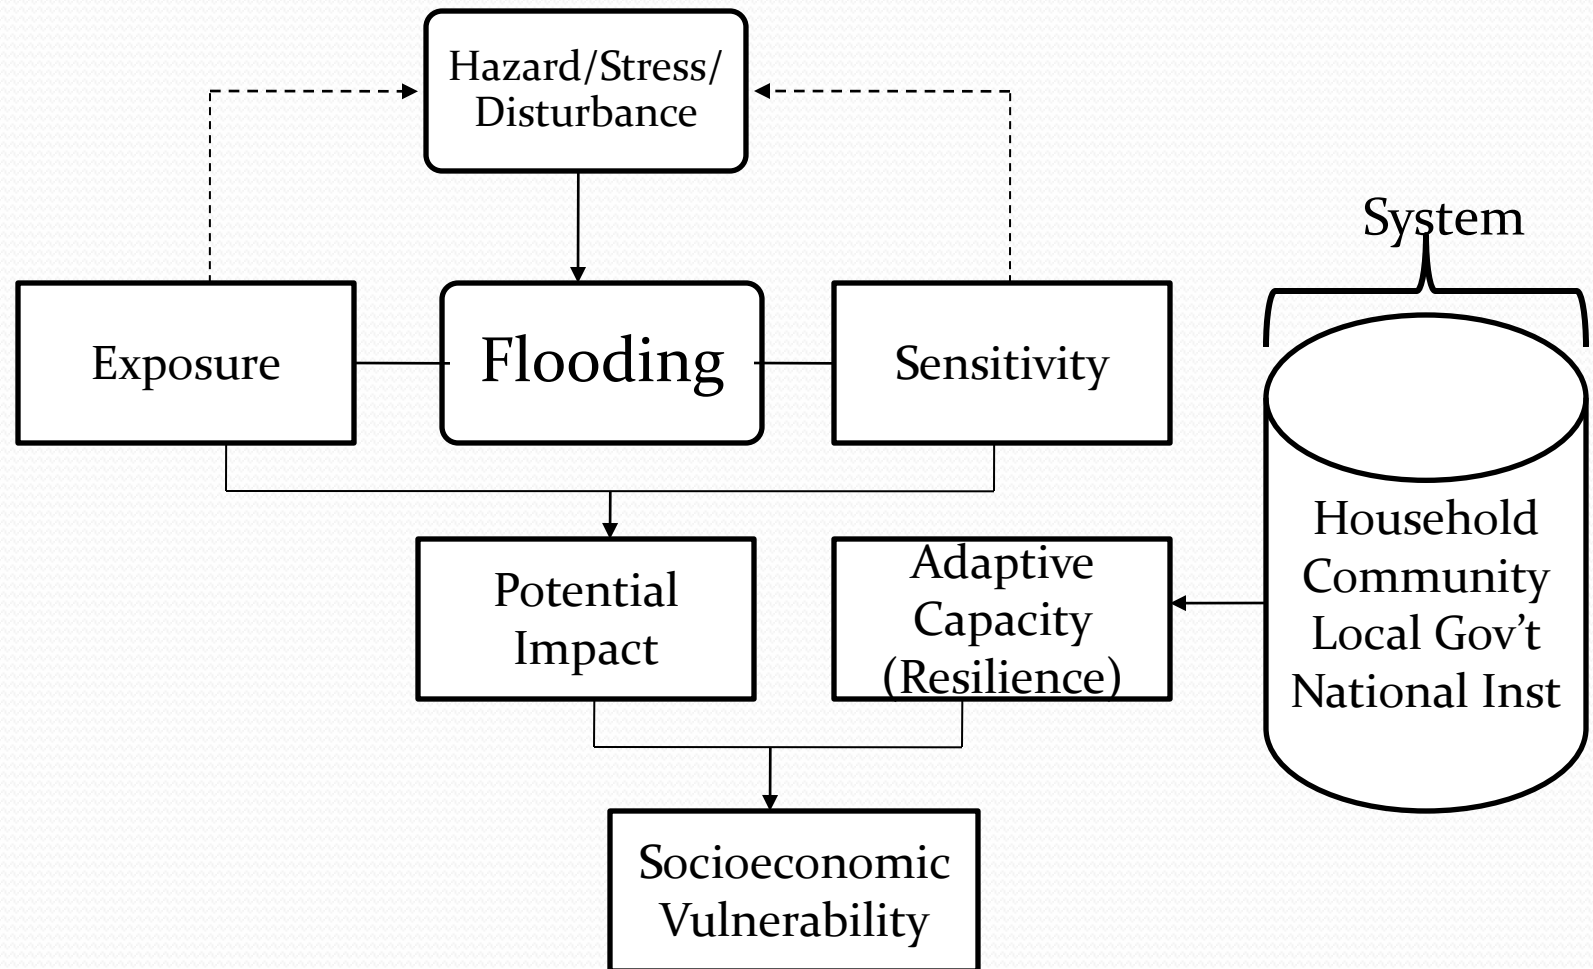 Hazard/Stress/
Disturbance
System
Exposure
Flooding
Sensitivity
Potential
Impact
Adaptive
Capacity
(Resilience)
Household
Community
Local Gov’t
National Inst
Socioeconomic
Vulnerability